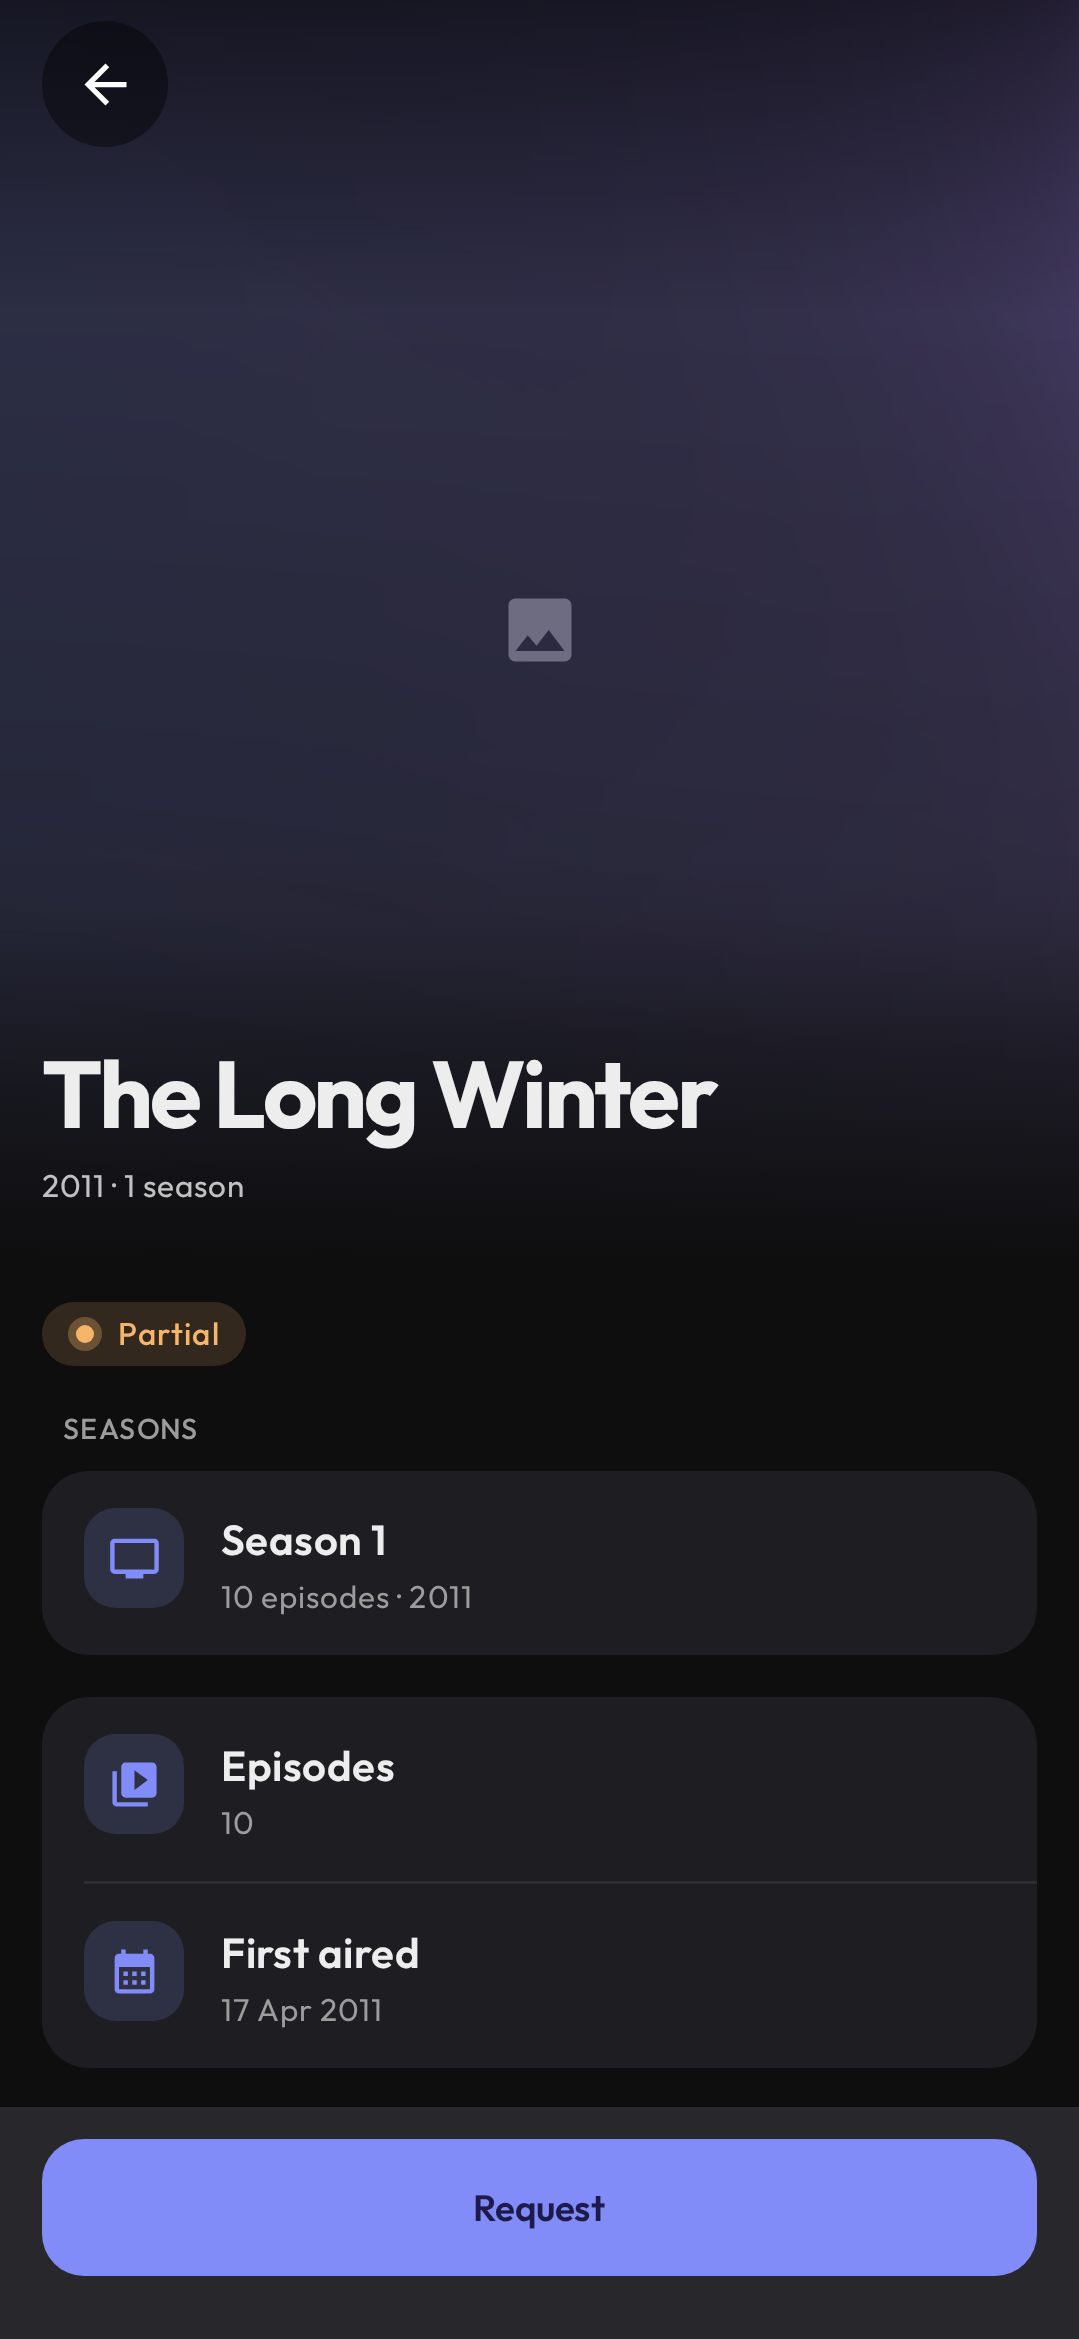 The Long Winter
2011 · 1 season
Partial
SEASONS
Season 1
10 episodes · 2011
Episodes
10
First aired
17 Apr 2011
Request